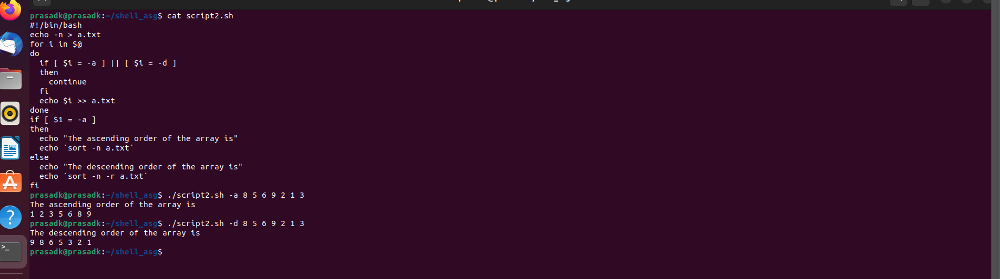 prasadk@prasadk:~/shell_asg$ cat script2.sh
#!/bin/bash
echo -n > a.txt
for i in $@
do
  if [ $i = -a ] || [ $i = -d ]
  then
    continue
  fi
  echo $i >> a.txt
done
if [ $1 = -a ]
then
  echo "The ascending order of the array is"
  echo `sort -n a.txt`
else
  echo "The descending order of the array is"
  echo `sort -n -r a.txt`
fi
prasadk@prasadk:~/shell_asg$ ./script2.sh -a 8 5 6 9 2 1 3
The ascending order of the array is
1 2 3 5 6 8 9
prasadk@prasadk:~/shell_asg$ ./script2.sh -d 8 5 6 9 2 1 3
The descending order of the array is
9 8 6 5 3 2 1
prasadk@prasadk:~/shell_asg$